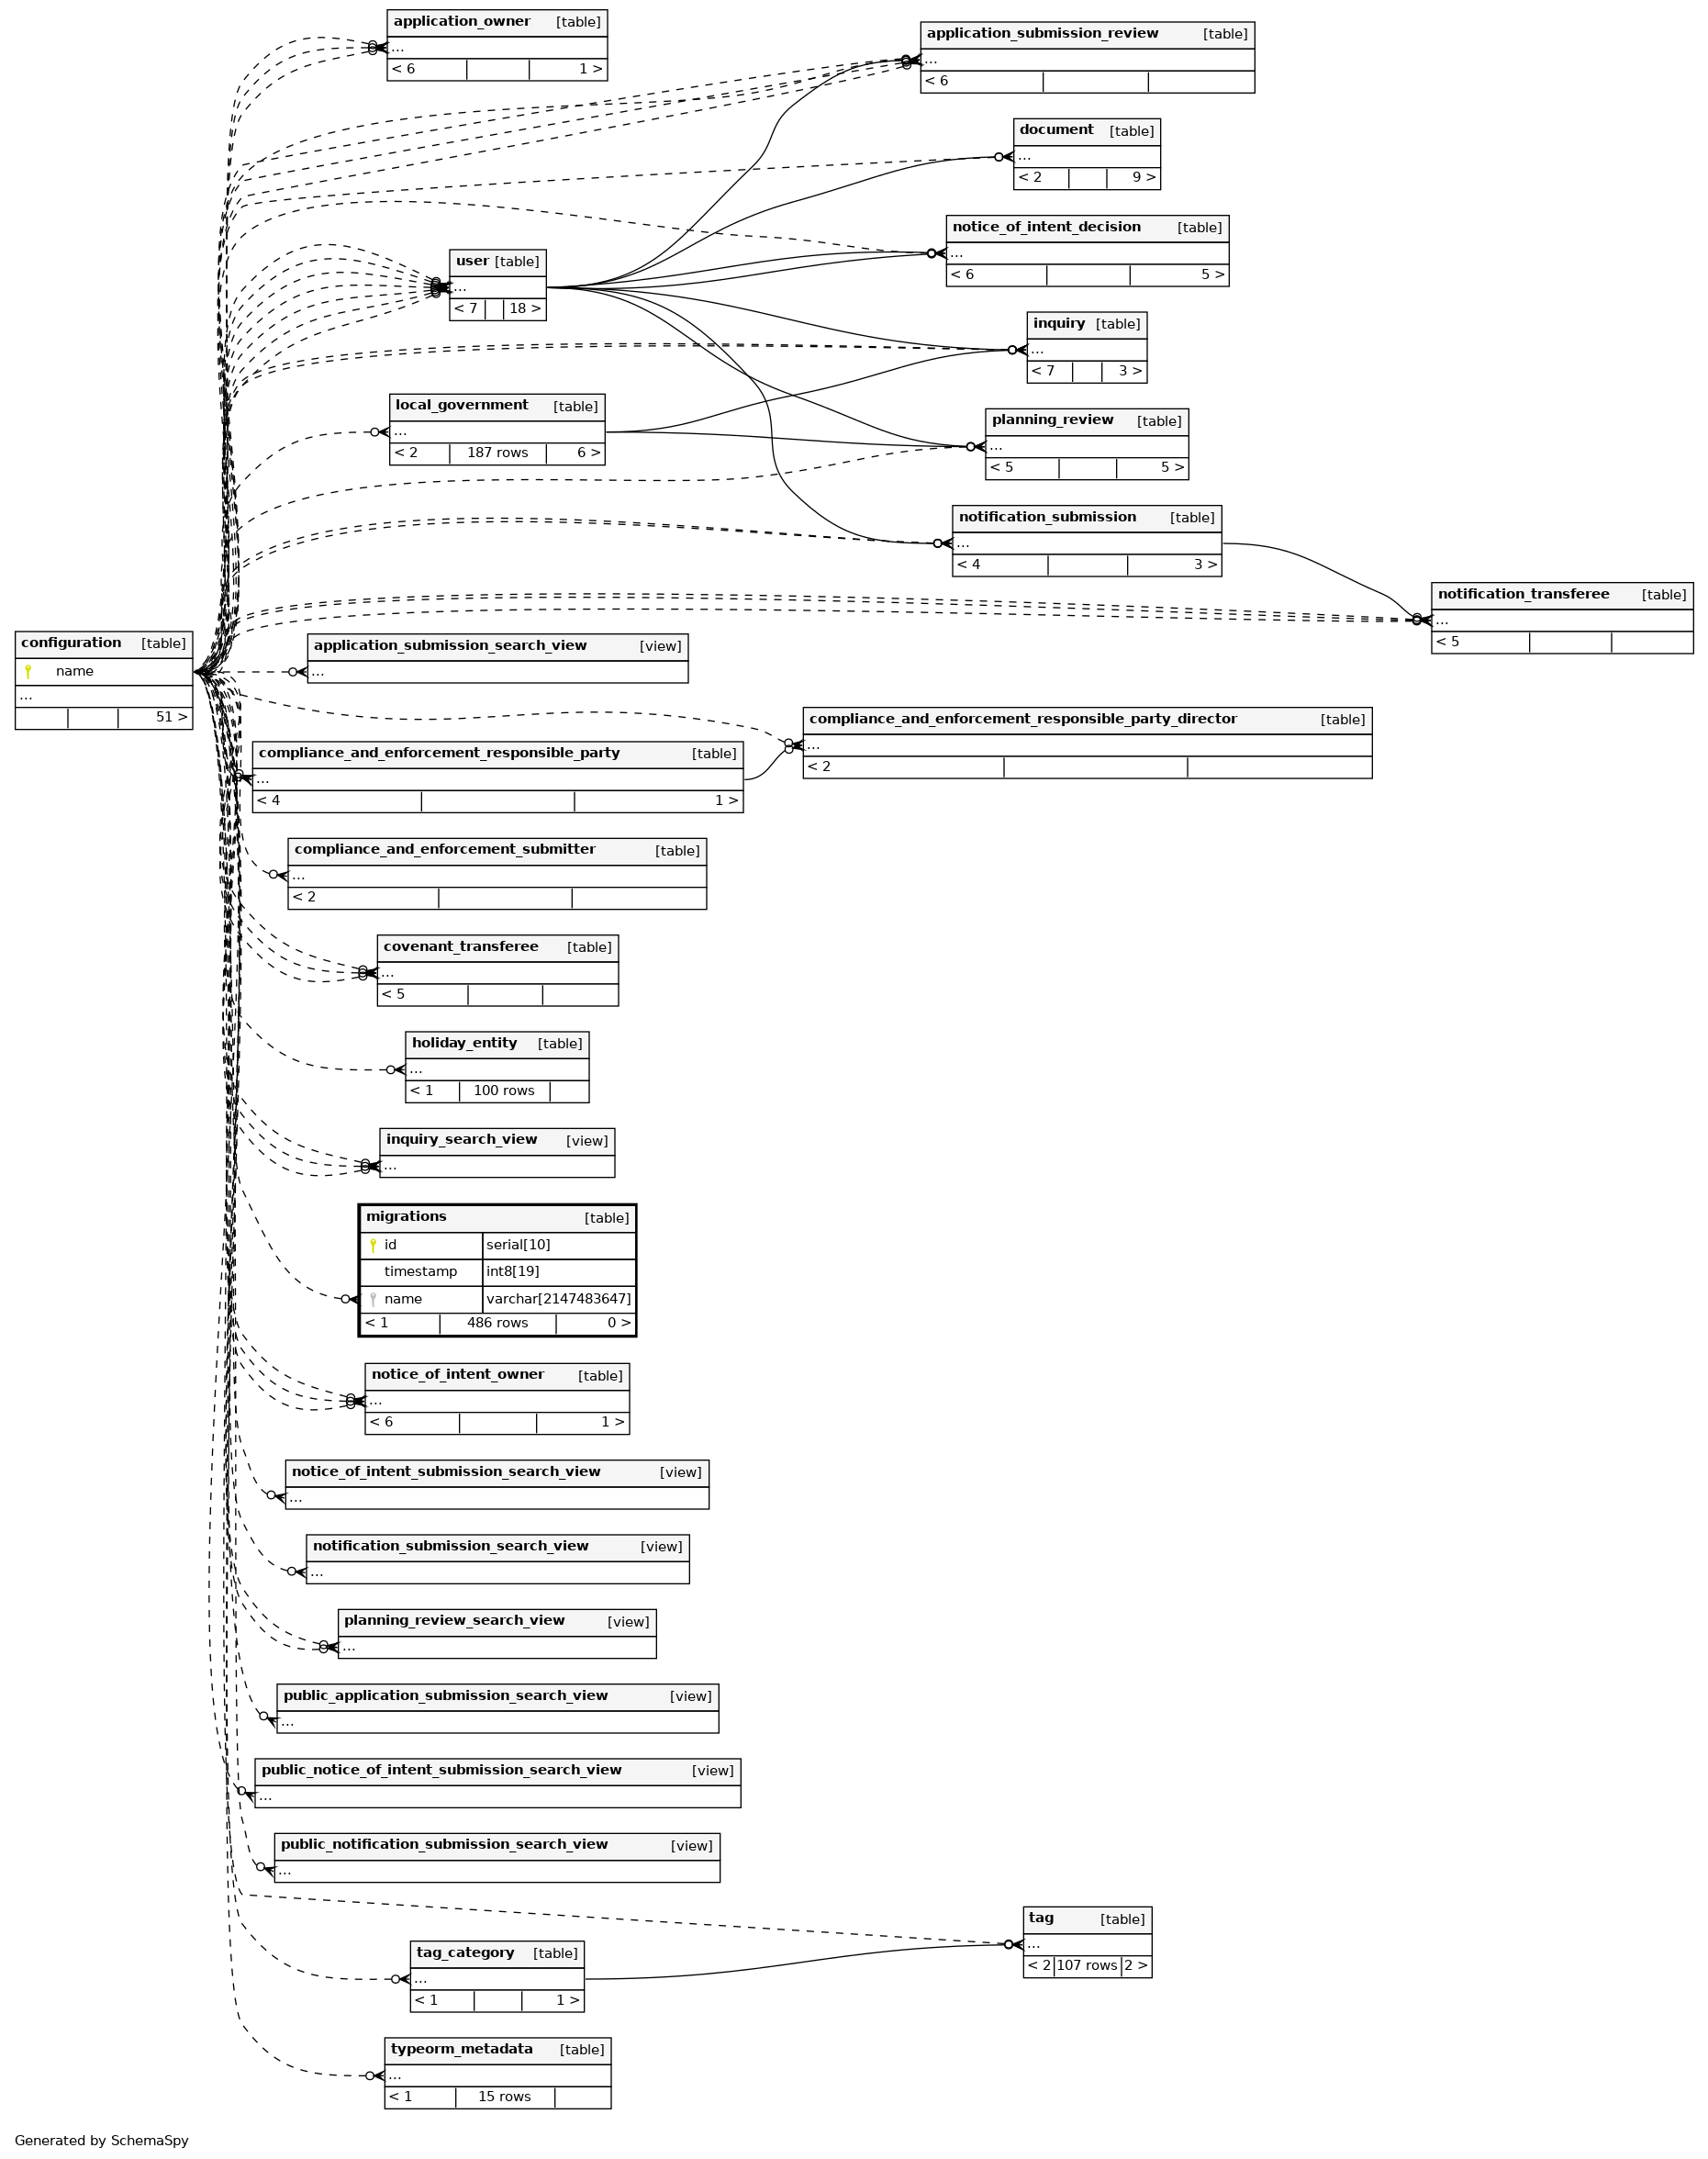 application_owner [table]
...
< 6 1 >
application_submission_review [table]
...
< 6
document [table]
...
< 2 9 >
notice_of_intent_decision [table]
...
< 6 5 >
user [table]
...
< 7 18 >
inquiry [table]
...
< 7 3 >
local_government [table]
...
< 2 187 rows 6 >
planning_review [table]
...
< 5 5 >
notification_submission [table]
...
< 4 3 >
notification_transferee [table]
...
< 5
configuration [table]
name
...
51 >
application_submission_search_view [view]
...
compliance_and_enforcement_responsible_party_director [table]
...
< 2
compliance_and_enforcement_responsible_party [table]
...
< 4 1 >
compliance_and_enforcement_submitter [table]
...
< 2
covenant_transferee [table]
...
< 5
holiday_entity [table]
...
< 1 100 rows
inquiry_search_view [view]
...
migrations [table]
id serial[10]
timestamp int8[19]
name varchar[2147483647]
< 1 486 rows 0 >
notice_of_intent_owner [table]
...
< 6 1 >
notice_of_intent_submission_search_view [view]
...
notification_submission_search_view [view]
...
planning_review_search_view [view]
...
public_application_submission_search_view [view]
...
public_notice_of_intent_submission_search_view [view]
...
public_notification_submission_search_view [view]
...
tag [table]
...
< 2 107 rows 2 >
tag_category [table]
...
< 1 1 >
typeorm_metadata [table]
...
< 1 15 rows
Generated by SchemaSpy